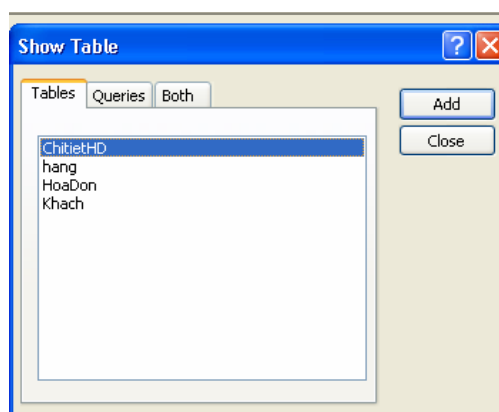 Show Table
Tables Queries Both
Add
Close
ChitietHD
hang
HoaDon
Khach